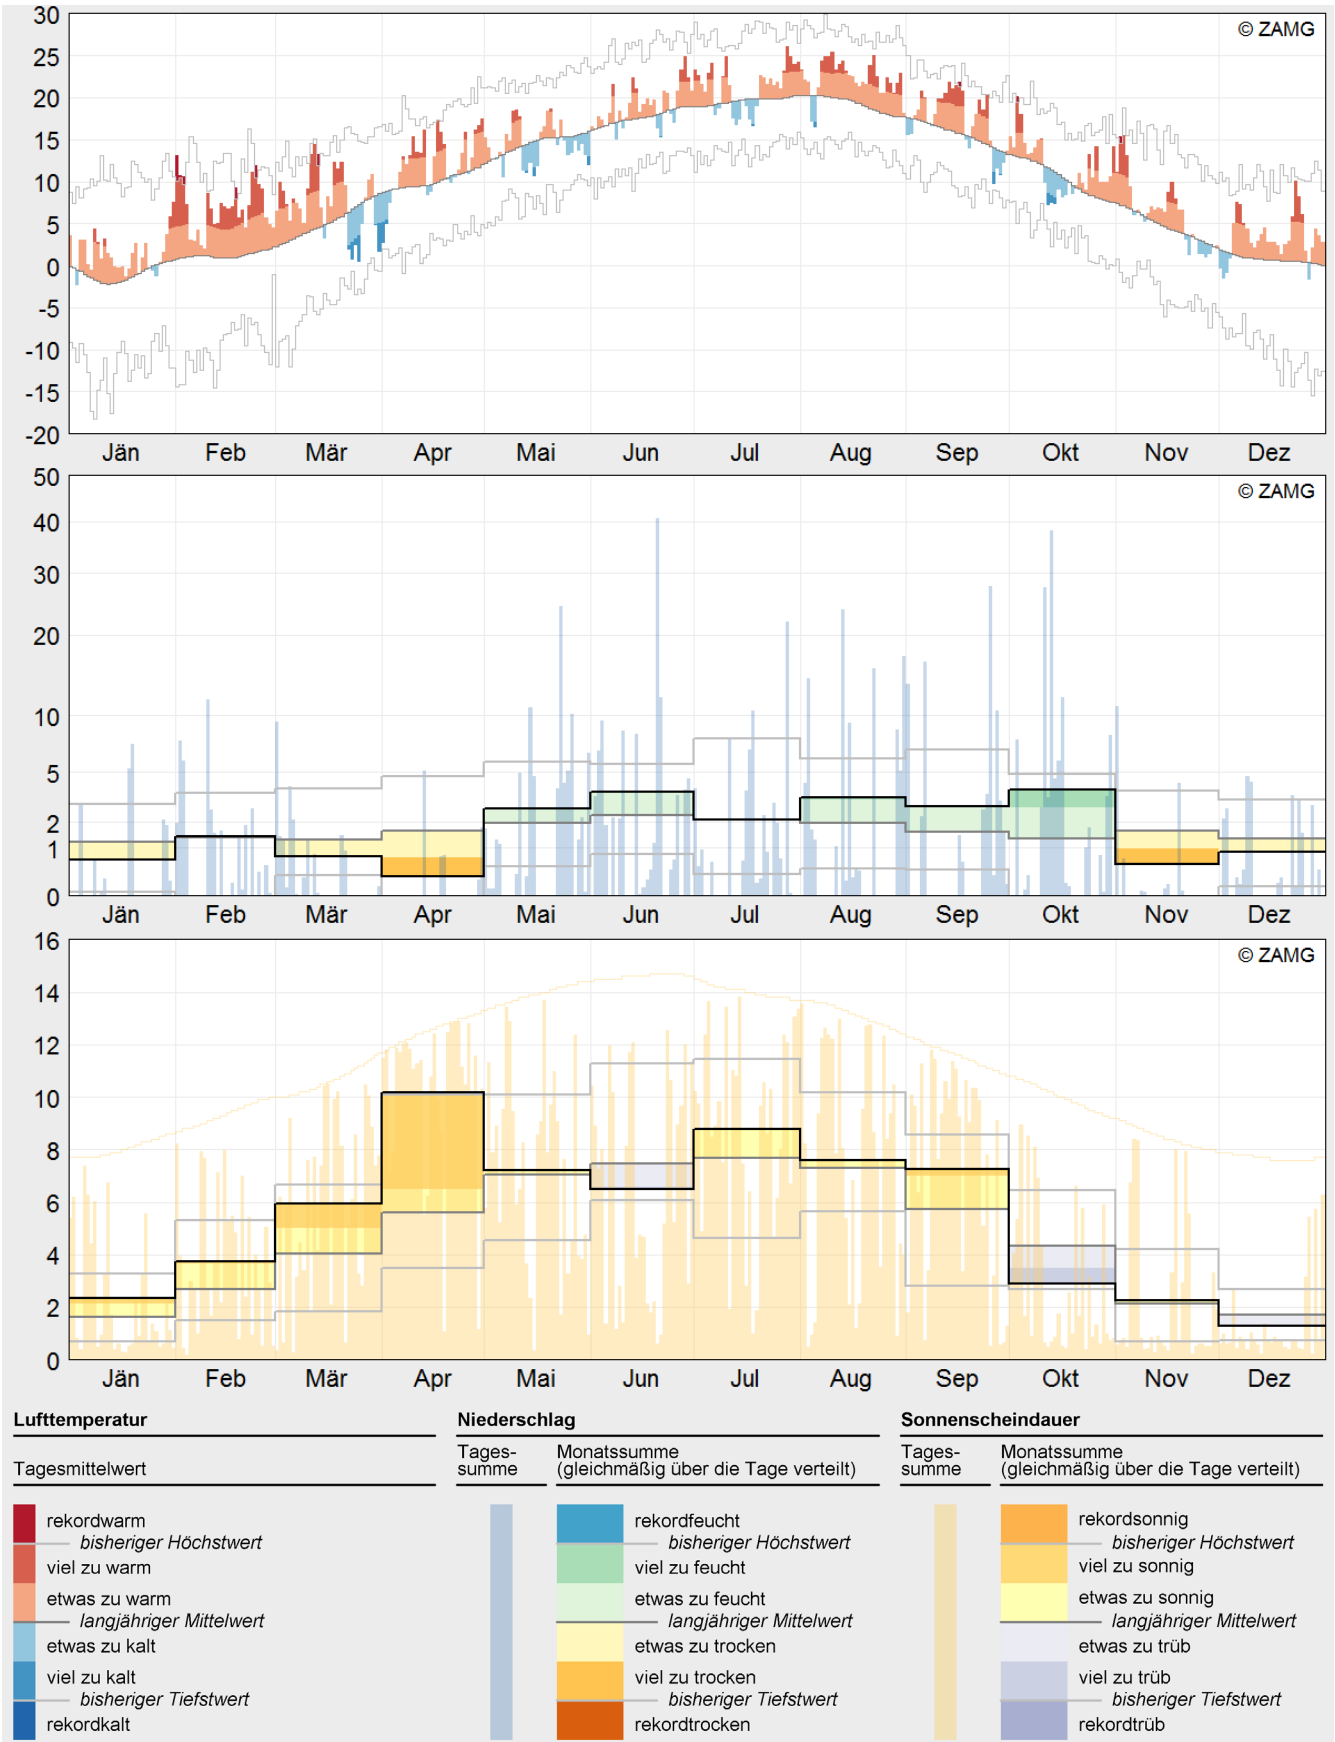 30
© ZAMG
25
20
15
10
5
0
-5
-10
-15
-20
Jän Feb Mär Apr Mai Jun Jul Aug Sep Okt Nov Dez
50
© ZAMG
40
30
20
10
5
2
1
0
Jän Feb Mär Apr Mai Jun Jul Aug Sep Okt Nov Dez
16
© ZAMG
14
12
10
8
6
4
2
0
Jän Feb Mär Apr Mai Jun Jul Aug Sep Okt Nov Dez
Lufttemperatur
Tagesmittelwert
rekordwarm
bisheriger Höchstwert
viel zu warm
etwas zu warm
langjähriger Mittelwert
etwas zu kalt
viel zu kalt
bisheriger Tiefstwert
rekordkalt
Niederschlag
Tages-
summe
Monatssumme
(gleichmäßig über die Tage verteilt)
rekordfeucht
bisheriger Höchstwert
viel zu feucht
etwas zu feucht
langjähriger Mittelwert
etwas zu trocken
viel zu trocken
bisheriger Tiefstwert
rekordtrocken
Sonnenscheindauer
Tages-
summe
Monatssumme
(gleichmäßig über die Tage verteilt)
rekordsonnig
bisheriger Höchstwert
viel zu sonnig
etwas zu sonnig
langjähriger Mittelwert
etwas zu trüb
viel zu trüb
bisheriger Tiefstwert
rekordtrüb